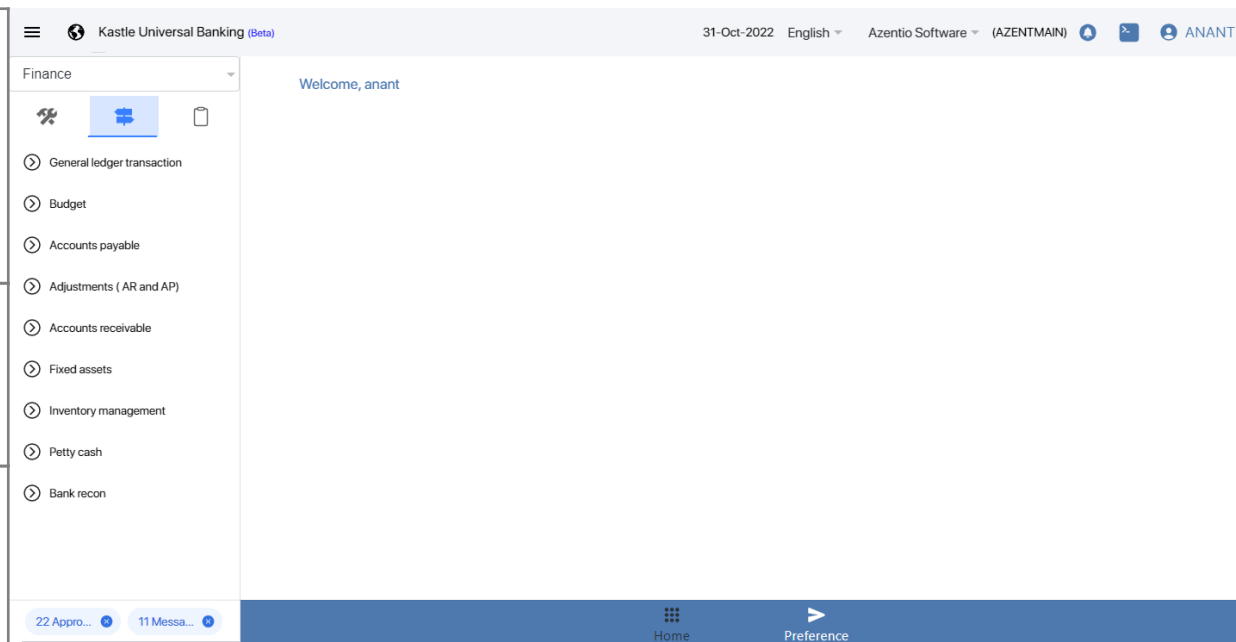 Kastle Universal Banking (Beta)
31-Oct-2022 English Azentio Software (AZENTMAIN) ANANT
Finance
Welcome, anant
General ledger transaction
Budget
Accounts payable
Adjustments ( AR and AP)
Accounts receivable
Fixed assets
Inventory management
Petty cash
Bank recon
22 Appro... 11 Messa...
Home Preference